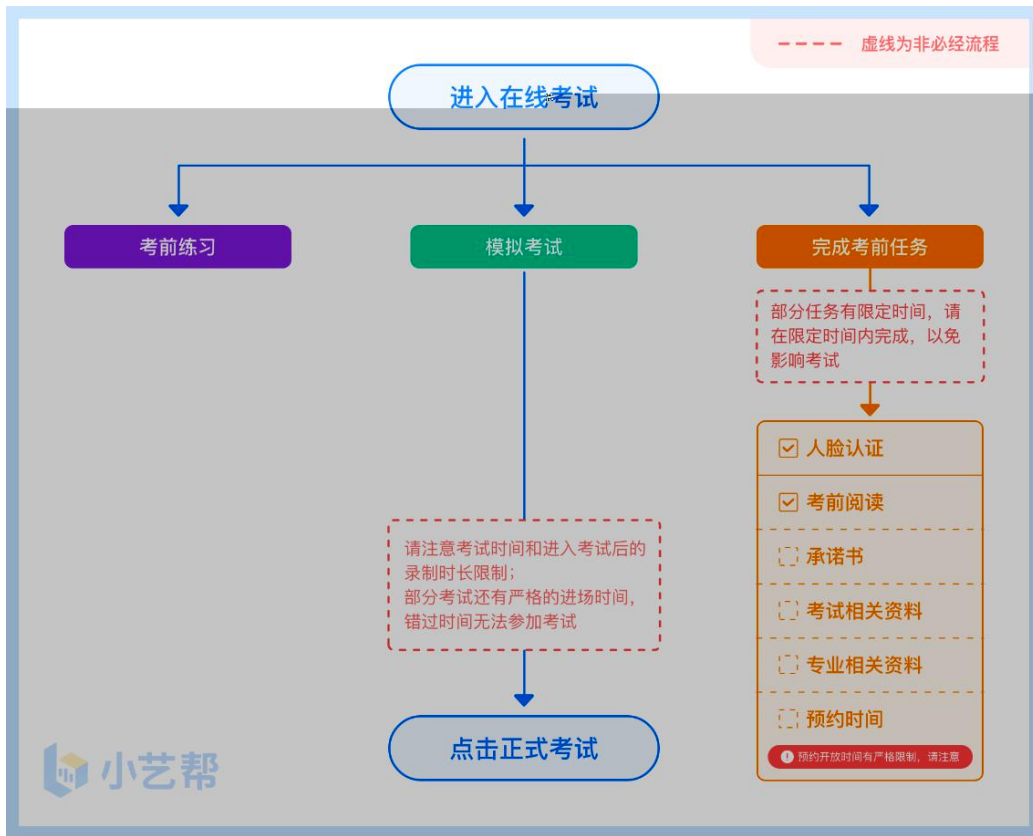 虚线为非必经流程
进入在线考试
考前练习
模拟考试
完成考前任务
部分任务有限定时间，请
在限定时间内完成，以免
影响考试
人脸认证
考前阅读
承诺书
考试相关资料
专业相关资料
预约时间
预约开放时间有严格限制，请注意
请注意考试时间和进入考试后的
录制时长限制；
部分考试还有严格的进场时间，
错过时间无法参加考试
点击正式考试
小艺帮